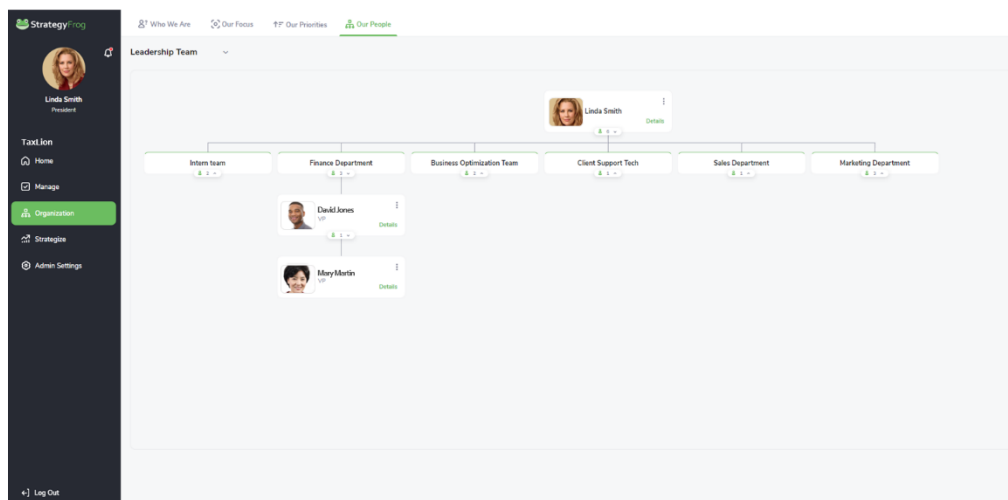 StrategyFrog
Who We Are
Our Focus
Our Priorities
Our People
Leadership Team
Linda Smith
President
TaxLion
Home
Manage
Organization
Strategize
Admin Settings
Log Out
Linda Smith
Details
Intern team
2
Finance Department
Business Optimization Team
Client Support Tech
Sales Department
Marketing Department
David Jones
VP
Details
1
Mary Martin
VP
Details